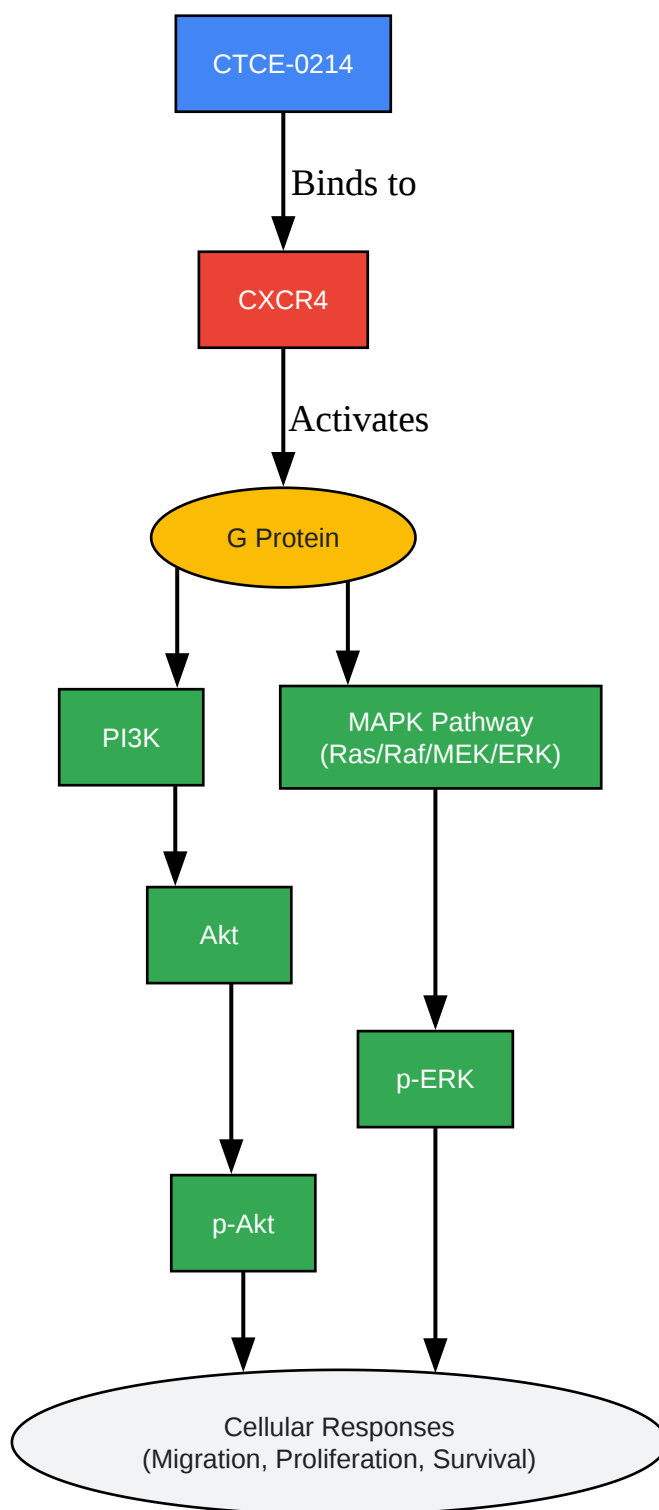 CTCE-0214
Binds to
CXCR4
Activates
G Protein
PI3K
MAPK Pathway
(Ras/Raf/MEK/ERK)
Akt
p-ERK
p-Akt
Cellular Responses
(Migration, Proliferation, Survival)